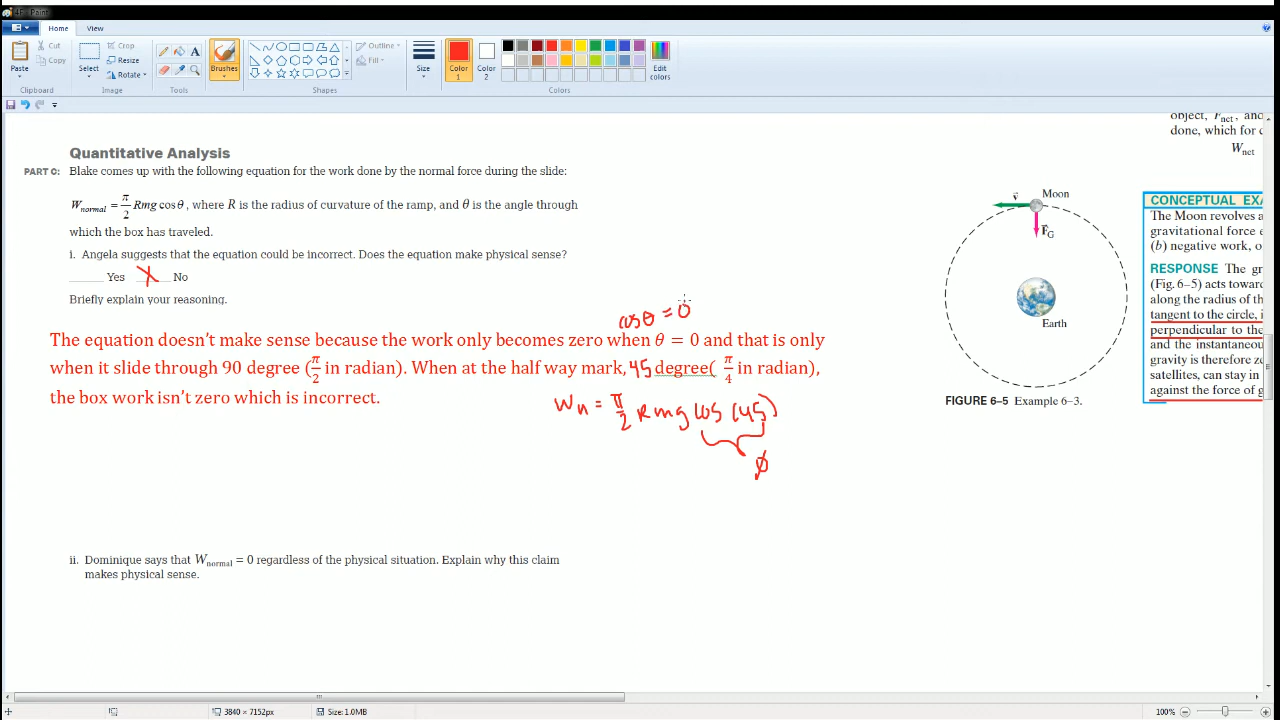 4F - Paint
Home View
Cut
Copy
Paste
Clipboard
Select
Crop
Resize
Rotate
Image
A
Tools
Brushes
Outline
Fill
Shapes
Size
Color 1
Color 2
Edit colors
Colors
Quantitative Analysis
PART C: Blake comes up with the following equation for the work done by the normal force during the slide:
W_normal = π/2 Rmg cos θ, where R is the radius of curvature of the ramp, and θ is the angle through
which the box has traveled.
i. Angela suggests that the equation could be incorrect. Does the equation make physical sense?
____ Yes __X__ No
Briefly explain your reasoning.
cosθ = 0
The equation doesn't make sense because the work only becomes zero when θ = 0 and that is only
when it slide through 90 degree (π/2 in radian). When at the half way mark, 45 degree( π/4 in radian),
the box work isn't zero which is incorrect.
Wn = π/2 Rmg cos (45)
0
ii. Dominique says that W_normal = 0 regardless of the physical situation. Explain why this claim
makes physical sense.
v
Moon
F_G
Earth
FIGURE 6–5 Example 6–3.
object, F_net, and
done, which for c
W_net
CONCEPTUAL EXA
The Moon revolves a
gravitational force e
(b) negative work, o
RESPONSE The gr
(Fig. 6–5) acts towar
along the radius of th
tangent to the circle, i
perpendicular to the
and the instantaneou
gravity is therefore ze
satellites, can stay in
against the force of g
3840 × 7152px
Size: 1.0MB
100%